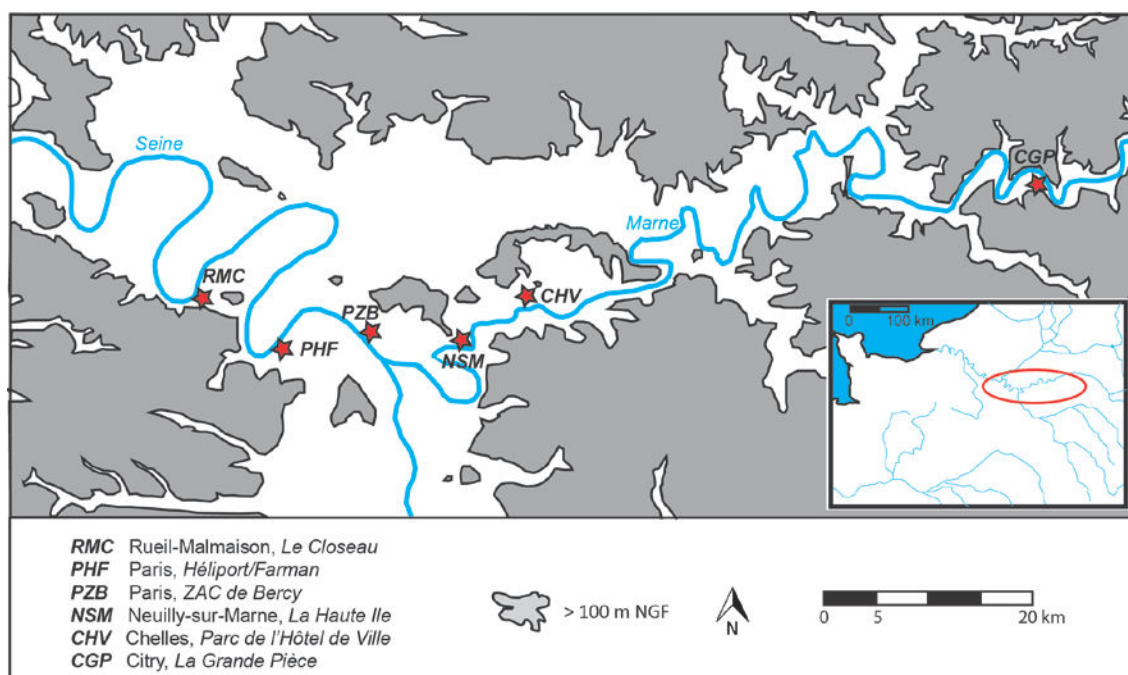 Seine
CGP
Marne
RMC
CHV
PZB
PHF
NSM
0 100 km
RMC Rueil-Malmaison, Le Closeau
PHF Paris, Héliport/Farman
PZB Paris, ZAC de Bercy
NSM Neuilly-sur-Marne, La Haute Ile
CHV Chelles, Parc de l'Hôtel de Ville
CGP Citry, La Grande Pièce
> 100 m NGF
N
0 5 20 km